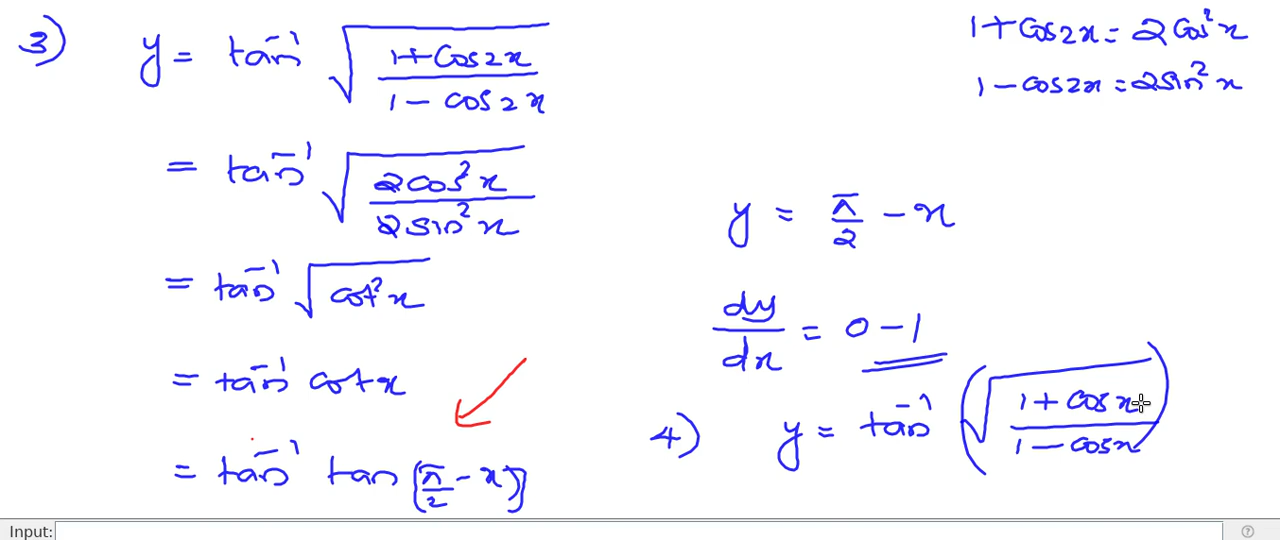 3) y = tan⁻¹ √((1+Cos2x)/(1 - cos2x))
= tan⁻¹ √((2cos²x)/(2sin²x))
= tan⁻¹ √(cot²x)
= tan⁻¹ cotx
= tan⁻¹ tan(π/2 - x)
1+Cos2x = 2Cos²x
1-cos2x = 2sin²x
y = π/2 - x
dy/dx = 0 - 1
4) y = tan⁻¹ (√((1+cosx)/(1-cosx)))
Input: